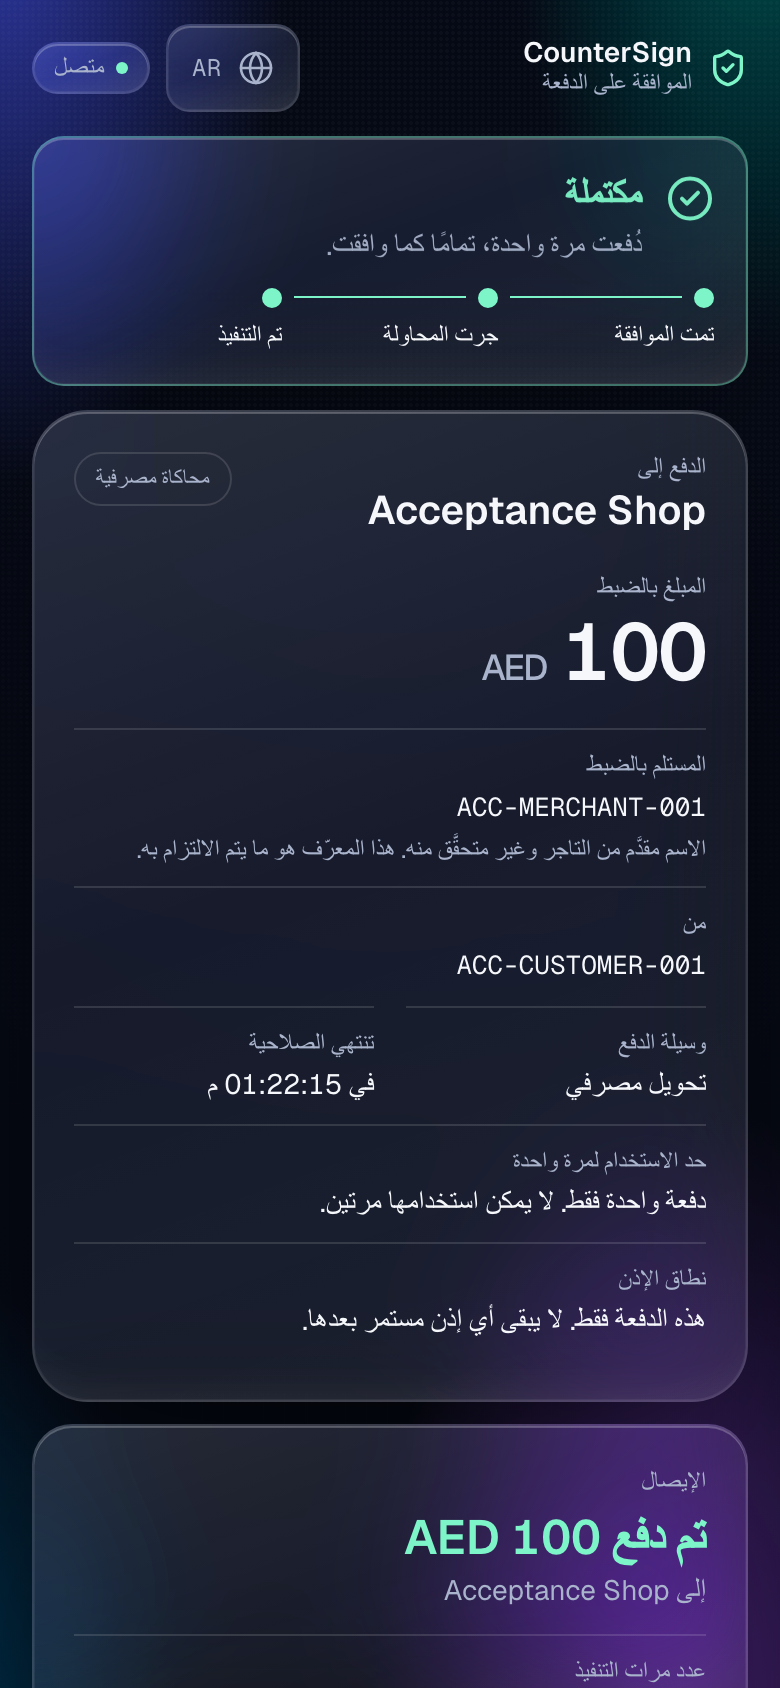 CounterSign
الموافقة على الدفعة
AR
متصل
مكتملة
دُفعت مرة واحدة، تمامًا كما وافقت.
تمت الموافقة
جرت المحاولة
تم التنفيذ
الدفع إلى
محاكاة مصرفية
Acceptance Shop
المبلغ بالضبط
100 AED
المستلم بالضبط
ACC-MERCHANT-001
الاسم مقدَّم من التاجر وغير متحقَّق منه. هذا المعرّف هو ما يتم الالتزام به.
من
ACC-CUSTOMER-001
وسيلة الدفع
تحويل مصرفي
تنتهي الصلاحية
في 01:22:15 م
حد الاستخدام لمرة واحدة
دفعة واحدة فقط. لا يمكن استخدامها مرتين.
نطاق الإذن
هذه الدفعة فقط. لا يبقى أي إذن مستمر بعدها.
الإيصال
تم دفع 100 AED
إلى Acceptance Shop
عدد مرات التنفيذ